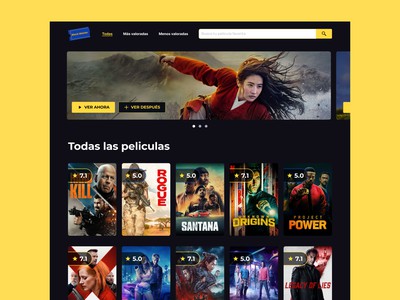 Todas
Más valoradas
Menos valoradas
VER AHORA
VER DESPUÉS
Todas las peliculas
7.1
5.0
5.0
7.1
5.0
KILL
ROGUE
SANTANA
ORIGINS
PROJECT
POWER
7.1
5.0
7.1
5.0
7.1
LEGACY OF LIES